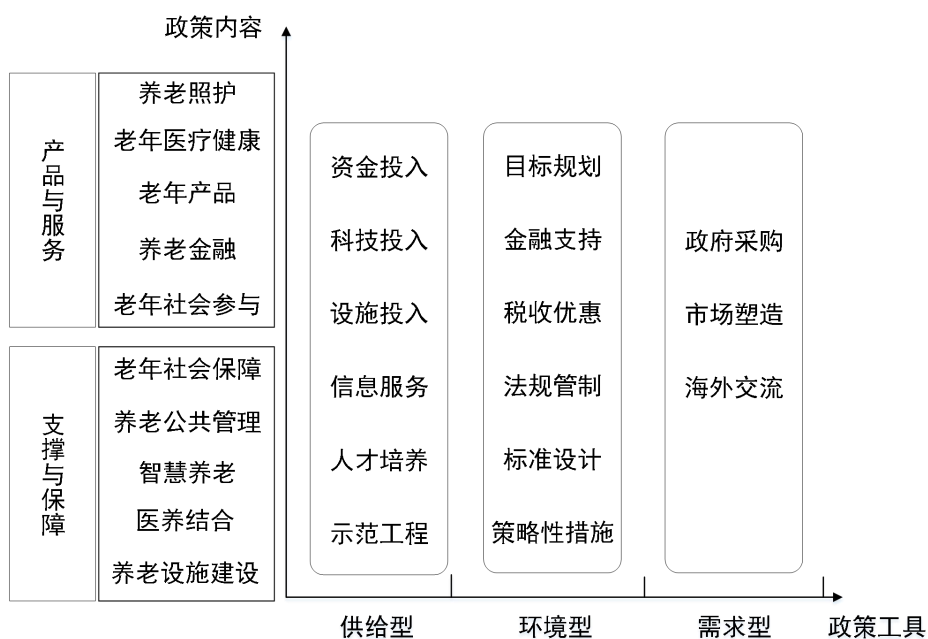 政策内容
产品与服务
养老照护
老年医疗健康
老年产品
养老金融
老年社会参与
支撑与保障
老年社会保障
养老公共管理
智慧养老
医养结合
养老设施建设
资金投入
科技投入
设施投入
信息服务
人才培养
示范工程
目标规划
金融支持
税收优惠
法规管制
标准设计
策略性措施
政府采购
市场塑造
海外交流
供给型
环境型
需求型
政策工具